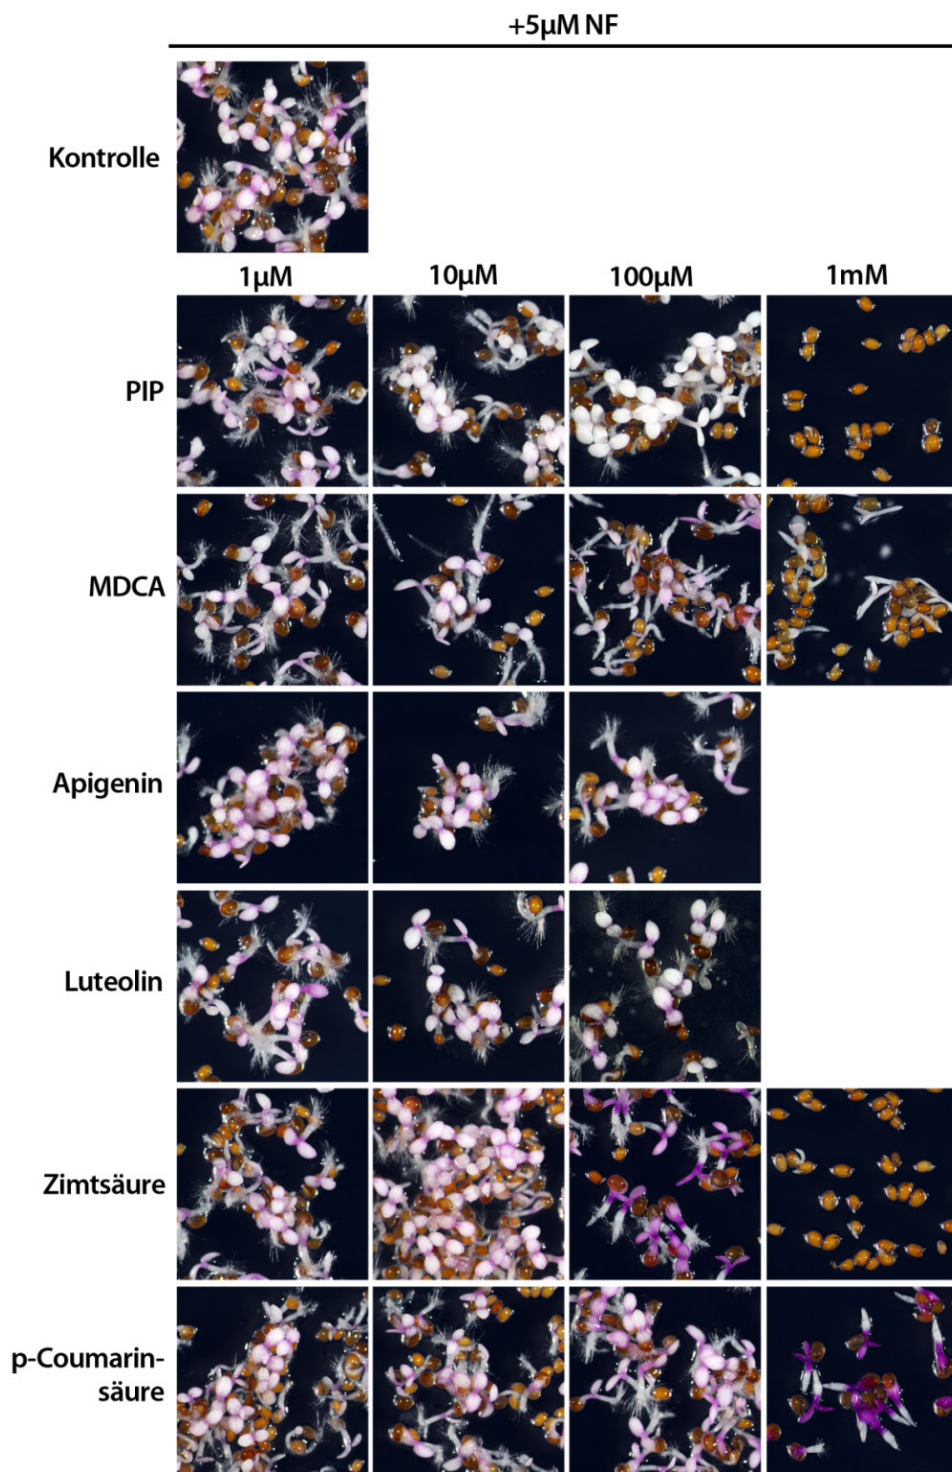 +5µM NF
Kontrolle
1µM 10µM 100µM 1mM
PIP
MDCA
Apigenin
Luteolin
Zimtsäure
p-Coumarin-
säure